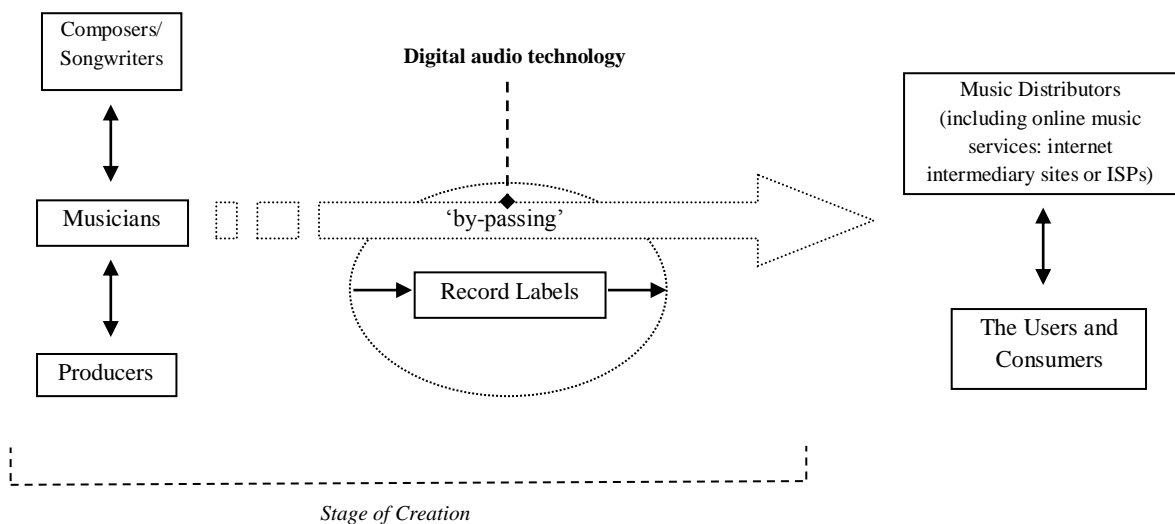 Composers/
Songwriters
Musicians
Producers
Digital audio technology
‘by-passing’
Record Labels
Music Distributors
(including online music
services: internet
intermediary sites or ISPs)
The Users and
Consumers
Stage of Creation